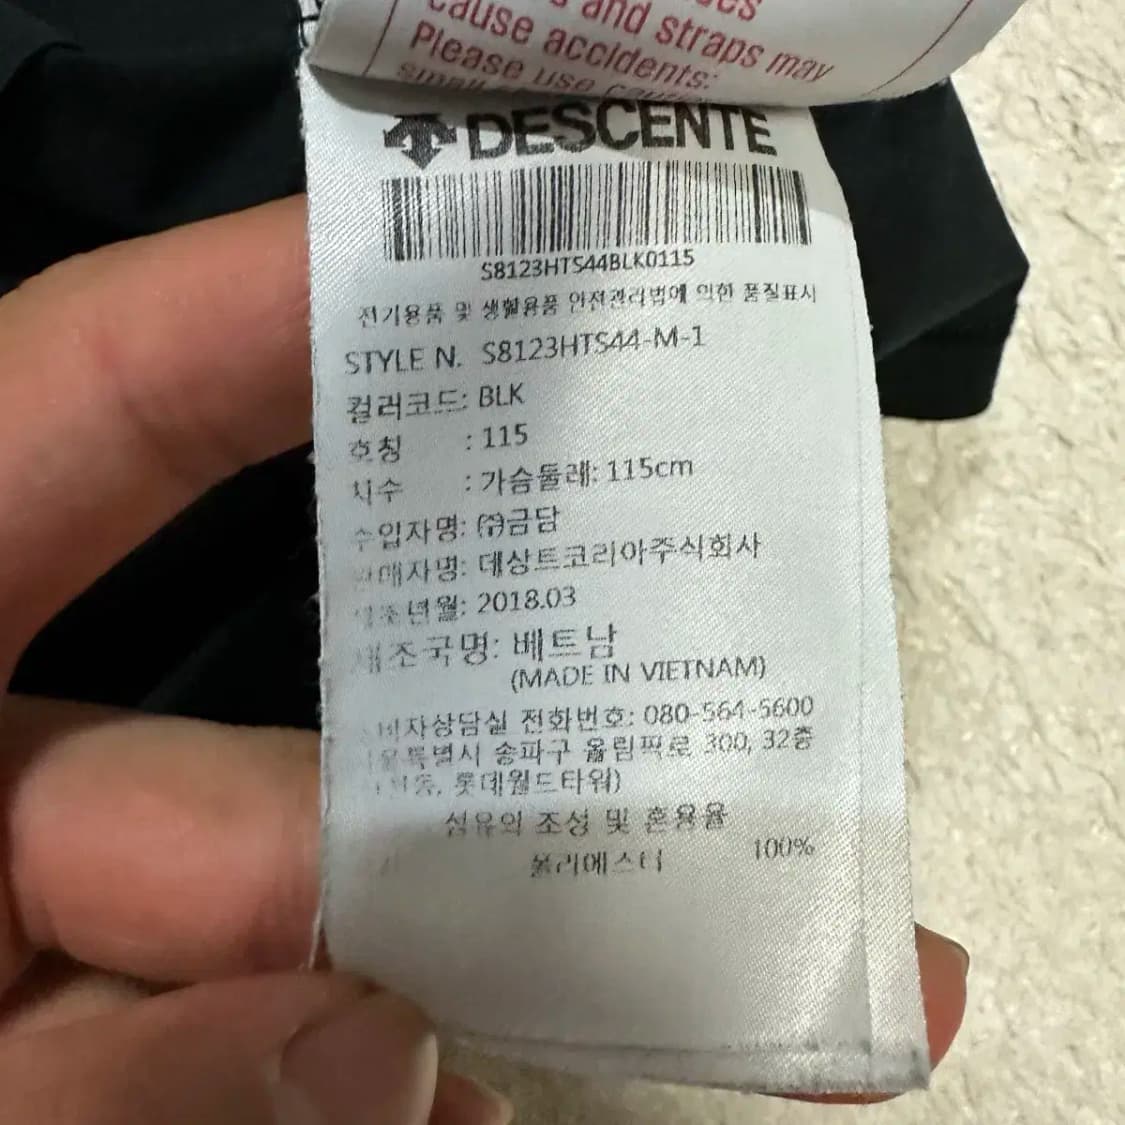 cause accidents:
and straps may
Please use
DESCENTE
S8123HTS44BLK0115
전기용품 및 생활용품 안전관리법에 의한 품질표시
STYLE N. S8123HTS44-M-1
컬러코드: BLK
호칭 : 115
치수 : 가슴둘레: 115cm
수입자명: ㈜금담
판매자명: 데상트코리아주식회사
제조년월: 2018.03
제조국명: 베트남
(MADE IN VIETNAM)
소비자상담실 전화번호: 080-564-5600
서울특별시 송파구 올림픽로 300, 32층
롯데월드타워)
섬유의 조성 및 혼용율
폴리에스터 100%